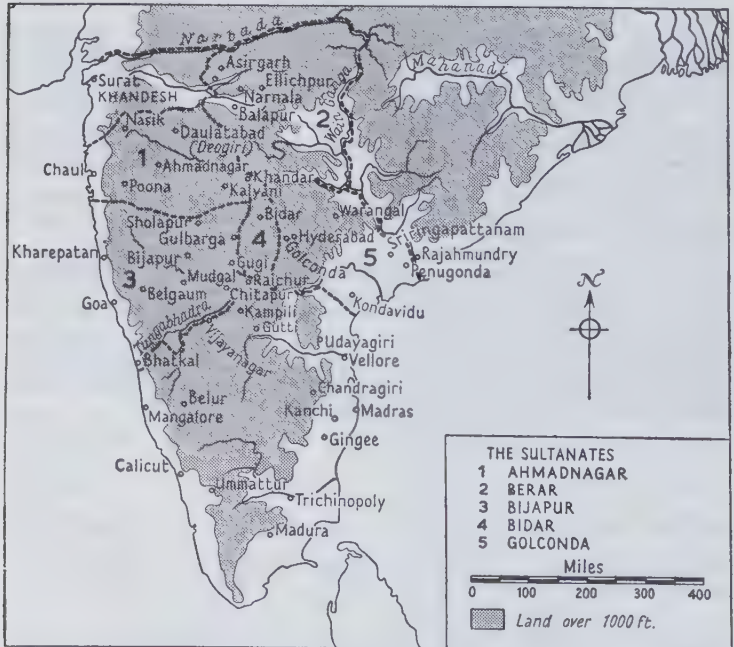 Narbada
Mahanadi
Asirgarh
Surat
Ellichpur
KHANDESH
Narnala
Balapur
2
Wain Ganga
Nasik
Daulatabad
(Deogiri)
1
Ahmadnagar
Chaul
Khandar
Poona
Kalyani
Bidar
Warangal
Sholapur
Gulbarga
4
Hyderabad
Sriringapattanam
5
Rajahmundry
Kharepatan
Bijapur
Golconda
Penugonda
Gugi
3
Mudgal
Raichur
Belgaum
Chitapur
Goa
Kampili
Kondavidu
Gutti
Tungabhadra
Vijayanagar
Udayagiri
Bhatkal
Vellore
Chandragiri
Belur
Kanchi
Madras
Mangalore
Gingee
Calicut
Ummattur
Trichinopoly
Madura
N
THE SULTANATES
1 AHMADNAGAR
2 BERAR
3 BIJAPUR
4 BIDAR
5 GOLCONDA
Miles
0 100 200 300 400
Land over 1000 ft.